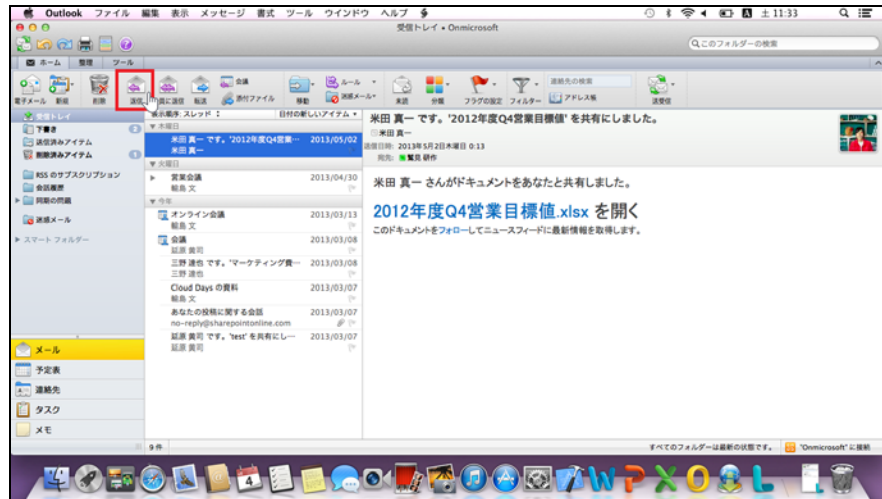 Outlook ファイル 編集 表示 メッセージ 書式 ツール ウインドウ ヘルプ
土11:33
受信トレイ • Onmicrosoft
このフォルダーの検索
ホーム 整理 ツール
会議
ルール
連絡先の検索
添付ファイル
迷惑メール
アドレス帳
電子メール 新規 削除 返信 全員に返信 転送 移動 未読 分類 フラグの設定 フィルター 送受信
受信トレイ
下書き 2
送信済みアイテム
削除済みアイテム 1
RSS のサブスクリプション
会話履歴
同期の問題
迷惑メール
スマート フォルダー
メール
予定表
連絡先
タスク
メモ
表示順序: スレッド 日付の新しいアイテム
木曜日
米田 真一 です。'2012年度Q4営業… 2013/05/02
米田 真一
火曜日
営業会議 2013/04/30
輪島 文
今年
オンライン会議 2013/03/13
輪島 文
会議 2013/03/08
延原 貴司
三野 達也 です。'マーケティング費… 2013/03/08
三野 達也
Cloud Days の資料 2013/03/07
輪島 文
あなたの投稿に関する会話 2013/03/07
no-reply@sharepointonline.com
延原 貴司 です。'test' を共有にし… 2013/03/07
延原 貴司
米田 真一 です。'2012年度Q4営業目標値' を共有にしました。
米田 真一
送信日時: 2013年5月2日木曜日 0:13
宛先: 鷲見 研作
米田 真一 さんがドキュメントをあなたと共有しました。
2012年度Q4営業目標値.xlsx を開く
このドキュメントをフォローしてニュースフィードに最新情報を取得します。
9 件
すべてのフォルダーは最新の状態です。 "Onmicrosoft" に接続